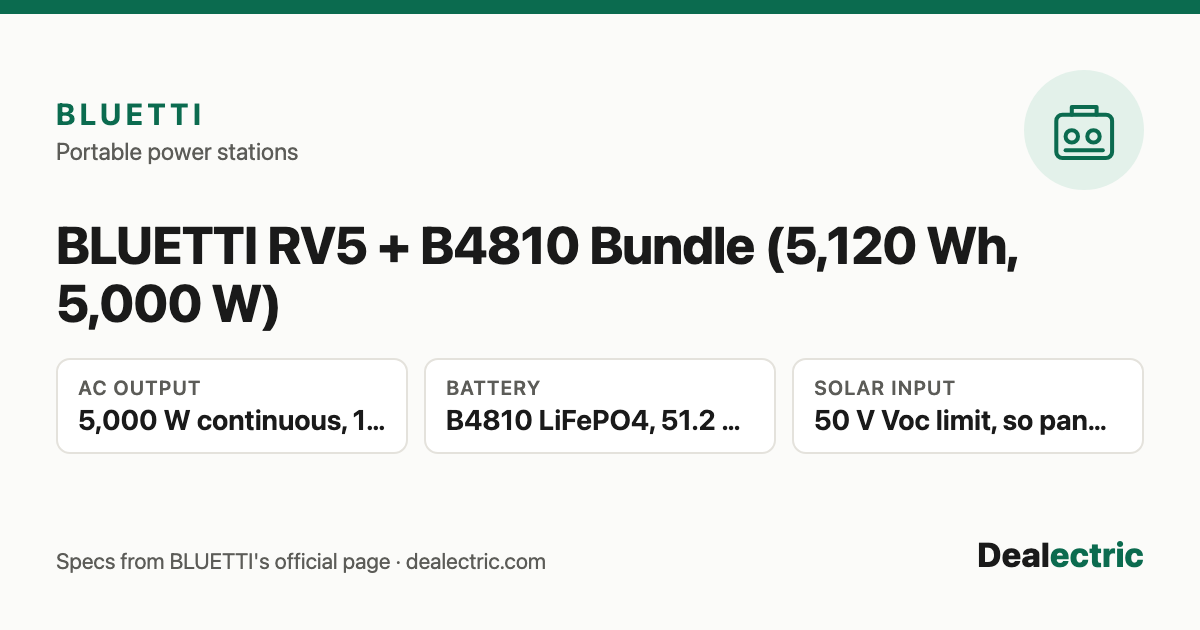 BLUETTI
Portable power stations
BLUETTI RV5 + B4810 Bundle (5,120 Wh,
5,000 W)
AC OUTPUT
5,000 W continuous, 1...
BATTERY
B4810 LiFePO4, 51.2 ...
SOLAR INPUT
50 V Voc limit, so pan...
Specs from BLUETTI's official page · dealectric.com
Dealectric